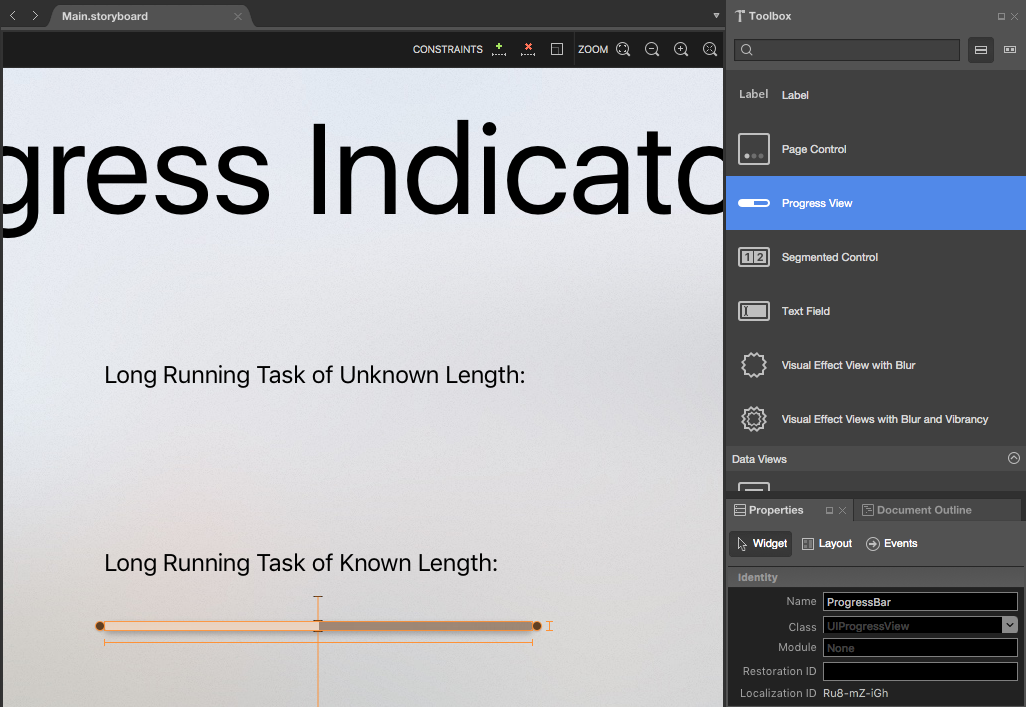 Main.storyboard
Toolbox
CONSTRAINTS
ZOOM
Label Label
Page Control
Progress View
1 2 Segmented Control
Text Field
Visual Effect View with Blur
Visual Effect Views with Blur and Vibrancy
Data Views
gress Indicato
Long Running Task of Unknown Length:
Long Running Task of Known Length:
Properties
Document Outline
Widget
Layout
Events
Identity
Name ProgressBar
Class UIProgressView
Module None
Restoration ID
Localization ID Ru8-mZ-iGh